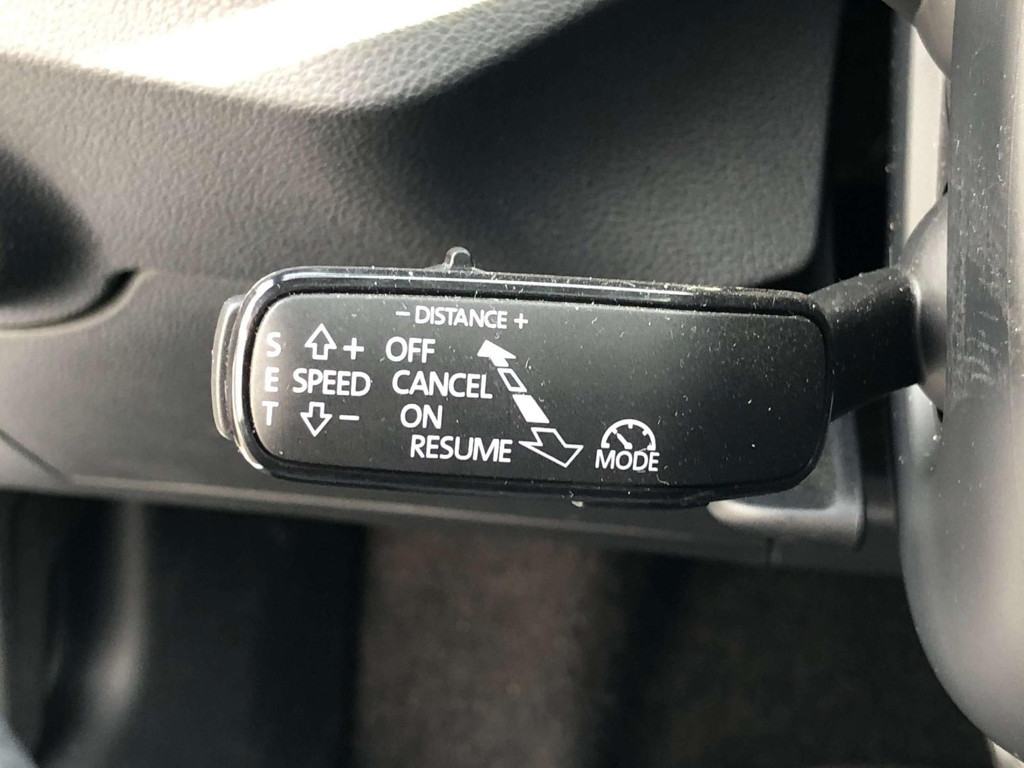 - DISTANCE +
S + OFF
E SPEED CANCEL
T - ON
RESUME
MODE